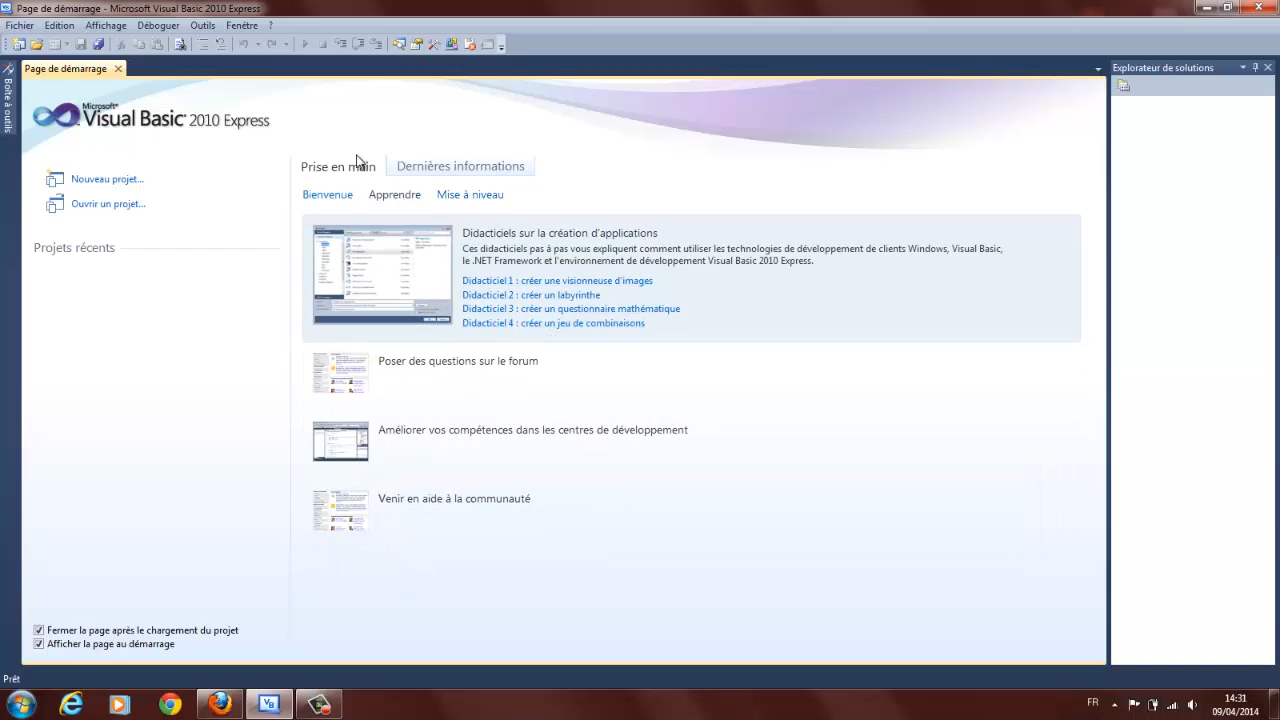 Page de démarrage - Microsoft Visual Basic 2010 Express
Fichier Edition Affichage Déboguer Outils Fenêtre ?
Page de démarrage
Explorateur de solutions
Boîte à outils
Microsoft®
Visual Basic® 2010 Express
Prise en main Dernières informations
Nouveau projet...
Bienvenue Apprendre Mise à niveau
Ouvrir un projet...
Projets récents
Didacticiels sur la création d'applications
Ces didacticiels pas à pas vous expliquent comment utiliser les technologies de développement de clients Windows, Visual Basic,
le .NET Framework et l'environnement de développement Visual Basic 2010 Express.
Didacticiel 1 : créer une visionneuse d'images
Didacticiel 2 : créer un labyrinthe
Didacticiel 3 : créer un questionnaire mathématique
Didacticiel 4 : créer un jeu de combinaisons
Poser des questions sur le forum
Améliorer vos compétences dans les centres de développement
Venir en aide à la communauté
Fermer la page après le chargement du projet
Afficher la page au démarrage
Prêt
VB
FR
14:31
09/04/2014